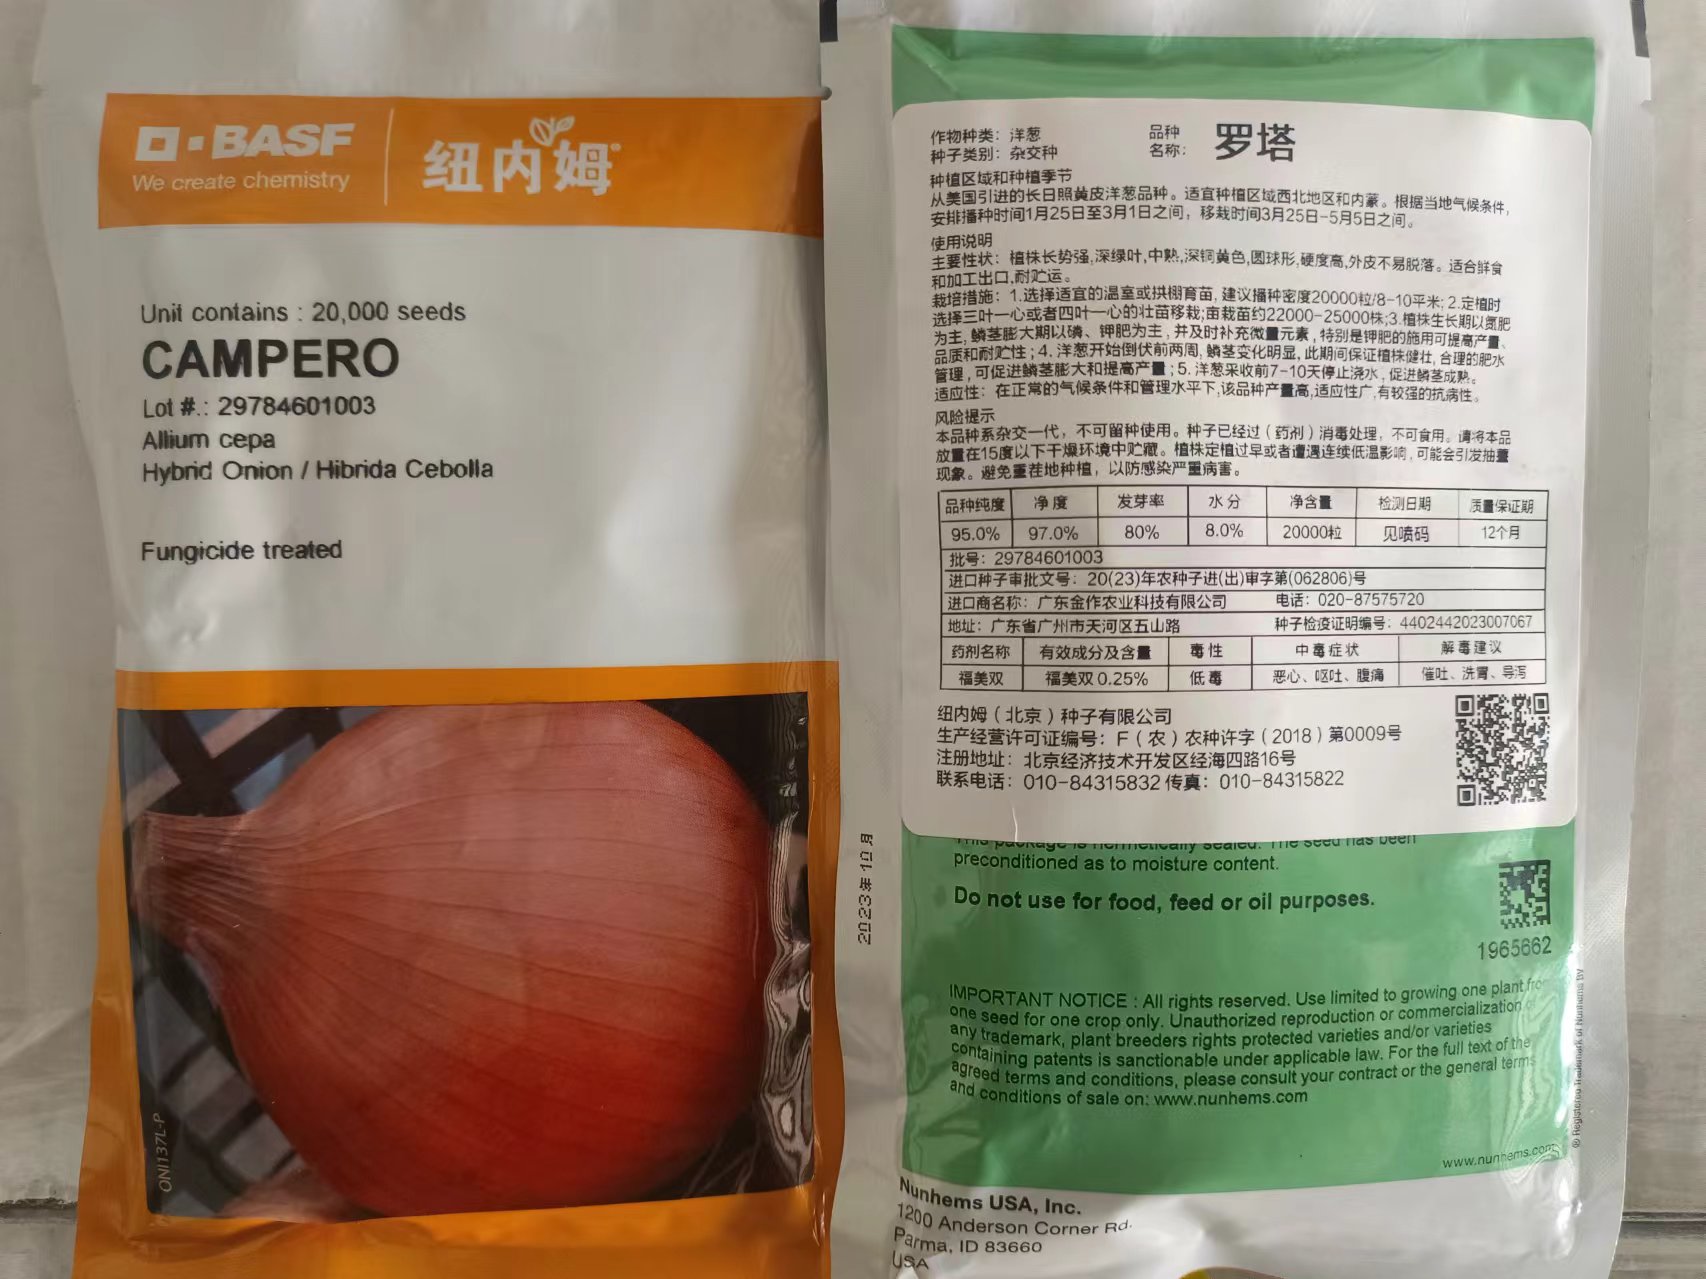 BASF
We create chemistry
纽内姆®
Unit contains : 20,000 seeds
CAMPERO
Lot #.: 29784601003
Allium cepa
Hybrid Onion / Hibrida Cebolla
Fungicide treated
ONI137L-P
2023年10月
作物种类：洋葱
种子类别：杂交种
品种
名称：
罗塔
种植区域和种植季节
从美国引进的长日照黄皮洋葱品种。适宜种植区域西北地区和内蒙。根据当地气候条件，
安排播种时间1月25日至3月1日之间，移栽时间3月25日-5月5日之间。
使用说明
主要性状：植株长势强,深绿叶,中熟,深铜黄色,圆球形,硬度高,外皮不易脱落。适合鲜食
和加工出口,耐贮运。
栽培措施：1.选择适宜的温室或拱棚育苗，建议播种密度20000粒/8-10平米；2.定植时
选择三叶一心或者四叶一心的壮苗移栽;亩栽苗约22000-25000株;3.植株生长期以氮肥
为主，鳞茎膨大期以磷、钾肥为主，并及时补充微量元素，特别是钾肥的施用可提高产量、
品质和耐贮性；4．洋葱开始倒伏前两周，鳞茎变化明显，此期间保证植株健壮，合理的肥水
管理，可促进鳞茎膨大和提高产量；5．洋葱采收前7-10天停止浇水，促进鳞茎成熟。
适应性：在正常的气候条件和管理水平下,该品种产量高,适应性广,有较强的抗病性。
风险提示
本品种系杂交一代，不可留种使用。种子已经过（药剂）消毒处理，不可食用。请将本品
放置在15度以下干燥环境中贮藏。植株定植过早或者遭遇连续低温影响，可能会引发抽薹
现象。避免重茬地种植，以防感染严重病害。
品种纯度 净度 发芽率 水分 净含量 检测日期 质量保证期
95.0% 97.0% 80% 8.0% 20000粒 见喷码 12个月
批号：29784601003
进口种子审批文号：20(23)年农种子进(出)审字第(062806)号
进口商名称：广东金作农业科技有限公司 电话：020-87575720
地址：广东省广州市天河区五山路 种子检疫证明编号：4402442023007067
药剂名称 有效成分及含量 毒性 中毒症状 解毒建议
福美双 福美双 0.25% 低毒 恶心、呕吐、腹痛 催吐、洗胃、导泻
纽内姆（北京）种子有限公司
生产经营许可证编号：F（农）农种许字（2018）第0009号
注册地址：北京经济技术开发区经海四路16号
联系电话：010-84315832 传真：010-84315822
This package is hermetically sealed. The seed has been
preconditioned as to moisture content.
Do not use for food, feed or oil purposes.
1965662
IMPORTANT NOTICE : All rights reserved. Use limited to growing one plant
one seed for one crop only. Unauthorized reproduction or commercialization
any trademark, plant breeders rights protected varieties and/or varieties
containing patents is sanctionable under applicable law. For the full text of the
agreed terms and conditions, please consult your contract or the general terms
and conditions of sale on: www.nunhems.com
www.nunhems.com
® Registered Trademark of Nunhems BV
Nunhems USA, Inc.
1200 Anderson Corner Rd.
Parma, ID 83660
USA